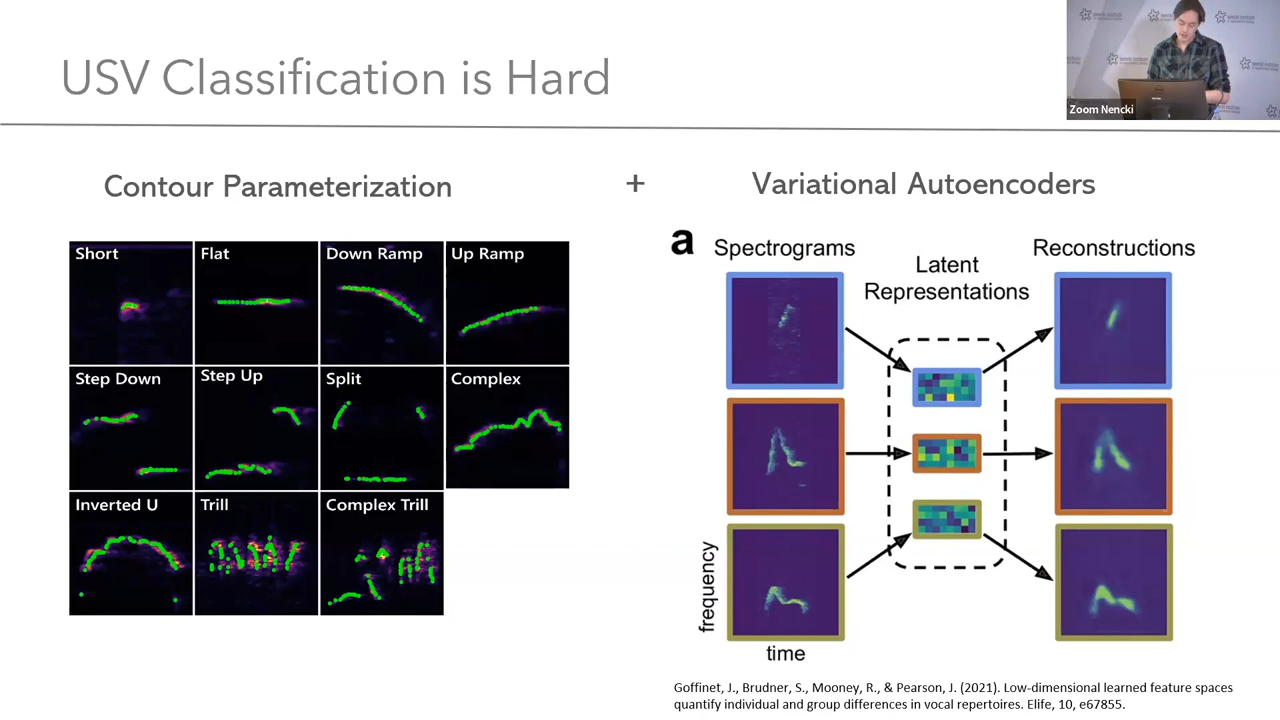 USV Classification is Hard
Zoom Nencki
Contour Parameterization + Variational Autoencoders
Short
Flat
Down Ramp
Up Ramp
Step Down
Step Up
Split
Complex
Inverted U
Trill
Complex Trill
a
Spectrograms
Latent
Representations
Reconstructions
frequency
time
Goffinet, J., Brudner, S., Mooney, R., & Pearson, J. (2021). Low-dimensional learned feature spaces
quantify individual and group differences in vocal repertoires. Elife, 10, e67855.